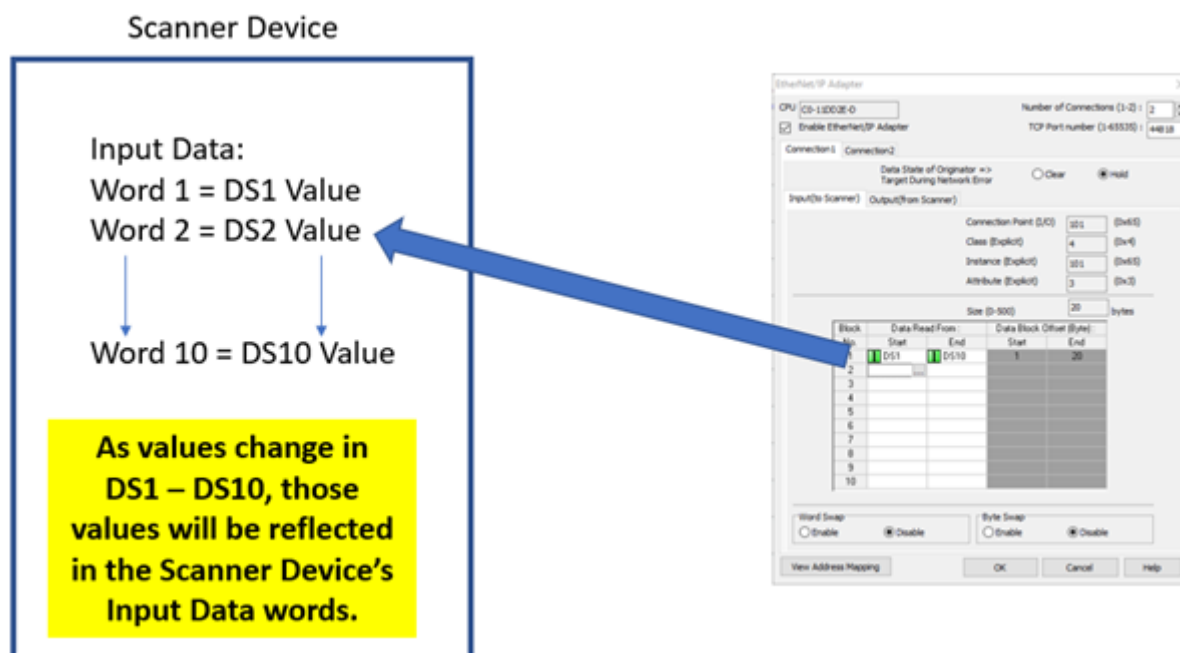 Scanner Device
Input Data:
Word 1 = DS1 Value
Word 2 = DS2 Value
Word 10 = DS10 Value
As values change in
DS1 – DS10, those
values will be reflected
in the Scanner Device's
Input Data words.
EtherNet/IP Adapter
CPU C0-11DD2E-D Number of Connections (1-2) : 2
Enable EtherNet/IP Adapter TCP Port number (1-65535) : 44818
Connection1 Connection2
Data State of Originator =>
Target During Network Error Clear Hold
Input(to Scanner) Output(from Scanner)
Connection Point (I/O) 101 (0x65)
Class (Explicit) 4 (0x4)
Instance (Explicit) 101 (0x65)
Attribute (Explicit) 3 (0x3)
Size (0-500) 20 bytes
Block Data Read From : Data Block Offset (Byte):
No. Start End Start End
1 DS1 DS10 1 20
2 ...
3
4
5
6
7
8
9
10
Word Swap Byte Swap
Enable Disable Enable Disable
View Address Mapping OK Cancel Help